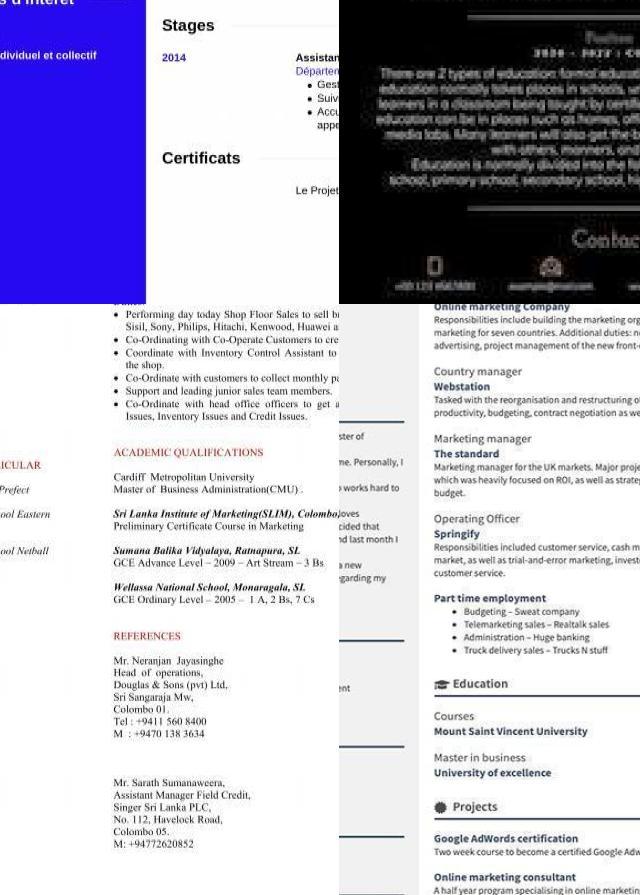 s d'intérêt
dividuel et collectif
Stages
2014
Assistan
Départen
• Gest
• Suiv
• Accu
appe
Certificats
Le Projet
2020 - 2022 : CO
There are 2 types of education: formal educat
education normally takes places in schools, wh
learners in a classroom being taught by certifi
education can be in places such as homes, off
media labs. Many learners will also get the b
with others, manners, and
Education is normally divided into the fo
school, primary school, secondary school, hi
Contac
• Performing day today Shop Floor Sales to sell bi
Sisil, Sony, Philips, Hitachi, Kenwood, Huawei a
• Co-Ordinating with Co-Operate Customers to cre
• Coordinate with Inventory Control Assistant to
the shop.
• Co-Ordinate with customers to collect monthly pa
• Support and leading junior sales team members.
• Co-Ordinate with head office officers to get a
Issues, Inventory Issues and Credit Issues.
ICULAR
Prefect
ool Eastern
ool Netball
ACADEMIC QUALIFICATIONS
Cardiff Metropolitan University
Master of Business Administration(CMU) .
Sri Lanka Institute of Marketing(SLIM), Colombo,
Preliminary Certificate Course in Marketing
Sumana Balika Vidyalaya, Ratnapura, SL
GCE Advance Level – 2009 – Art Stream – 3 Bs
Wellassa National School, Monaragala, SL
GCE Ordinary Level – 2005 – 1 A, 2 Bs, 7 Cs
REFERENCES
Mr. Neranjan Jayasinghe
Head of operations,
Douglas & Sons (pvt) Ltd,
Sri Sangaraja Mw,
Colombo 01.
Tel : +9411 560 8400
M : +9470 138 3634
Mr. Sarath Sumanaweera,
Assistant Manager Field Credit,
Singer Sri Lanka PLC,
No. 112, Havelock Road,
Colombo 05.
M: +94772620852
ster of
me. Personally, I
works hard to
loves
cided that
nd last month I
a new
egarding my
ent
Online marketing Company
Responsibilities include building the marketing org
marketing for seven countries. Additional duties: ne
advertising, project management of the new front-
Country manager
Webstation
Tasked with the reorganisation and restructuring of
productivity, budgeting, contract negotiation as we
Marketing manager
The standard
Marketing manager for the UK markets. Major proje
which was heavily focused on ROI, as well as strateg
budget.
Operating Officer
Springify
Responsibilities included customer service, cash m
market, as well as trial-and-error marketing, invest
customer service.
Part time employment
• Budgeting – Sweat company
• Telemarketing sales – Realtalk sales
• Administration – Huge banking
• Truck delivery sales – Trucks N stuff
Education
Courses
Mount Saint Vincent University
Master in business
University of excellence
Projects
Google AdWords certification
Two week course to become a certified Google Adw
Online marketing consultant
A half year program specialising in online marketin